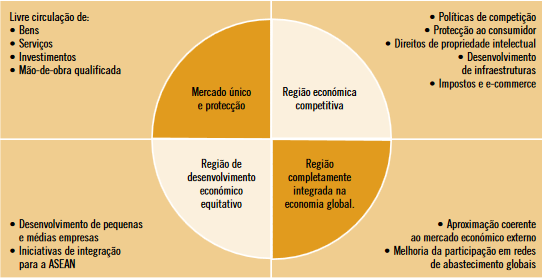 Livre circulação de:
• Bens
• Serviços
• Investimentos
• Mão-de-obra qualificada
Mercado único
e protecção
• Políticas de competição
• Protecção ao consumidor
• Direitos de propriedade intelectual
• Desenvolvimento
de infraestruturas
• Impostos e e-commerce
Região económica
competitiva
Região de
desenvolvimento
económico
equitativo
• Desenvolvimento de pequenas
e médias empresas
• Iniciativas de integração
para a ASEAN
Região
completamente
integrada na
economia global.
• Aproximação coerente
ao mercado económico externo
• Melhoria da participação em redes
de abastecimento globais